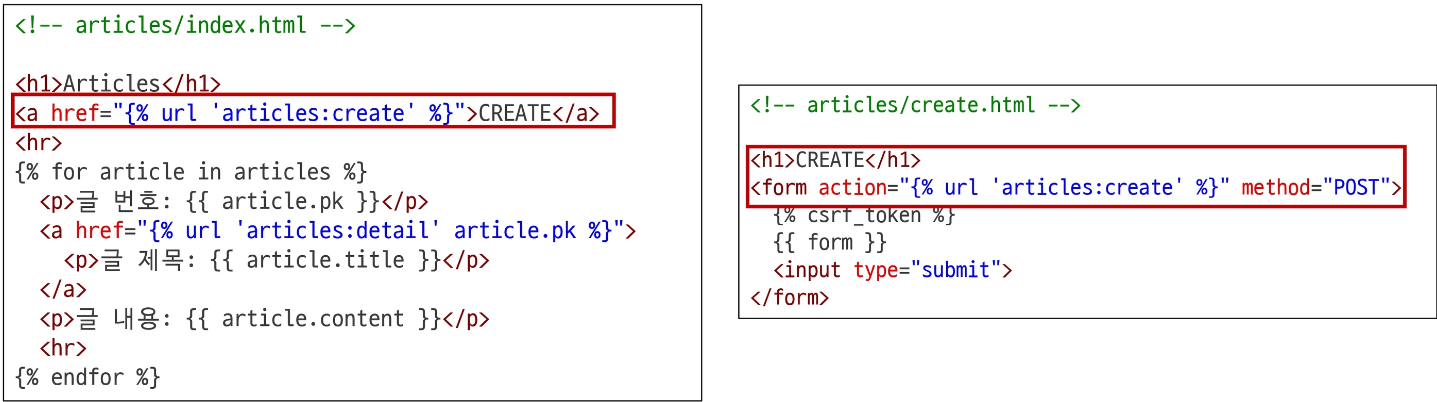 <!-- articles/index.html -->
<h1>Articles</h1>
<a href="{% url 'articles:create' %}">CREATE</a>
<hr>
{% for article in articles %}
<p>글 번호: {{ article.pk }}</p>
<a href="{% url 'articles:detail' article.pk %}">
<p>글 제목: {{ article.title }}</p>
</a>
<p>글 내용: {{ article.content }}</p>
<hr>
{% endfor %}
<!-- articles/create.html -->
<h1>CREATE</h1>
<form action="{% url 'articles:create' %}" method="POST">
{% csrf_token %}
{{ form }}
<input type="submit">
</form>